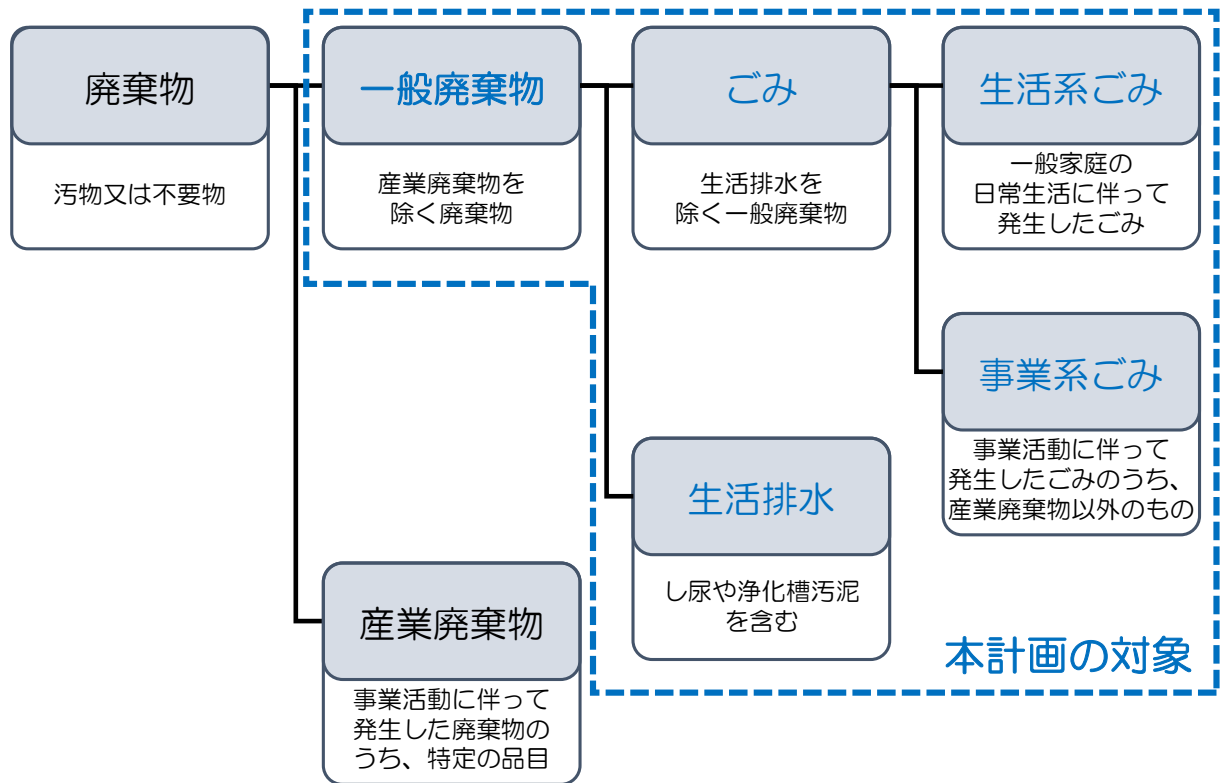 廃棄物
汚物又は不要物
一般廃棄物
産業廃棄物を
除く廃棄物
ごみ
生活排水を
除く一般廃棄物
生活系ごみ
一般家庭の
日常生活に伴って
発生したごみ
事業系ごみ
事業活動に伴って
発生したごみのうち、
産業廃棄物以外のもの
生活排水
し尿や浄化槽汚泥
を含む
産業廃棄物
事業活動に伴って
発生した廃棄物の
うち、特定の品目
本計画の対象